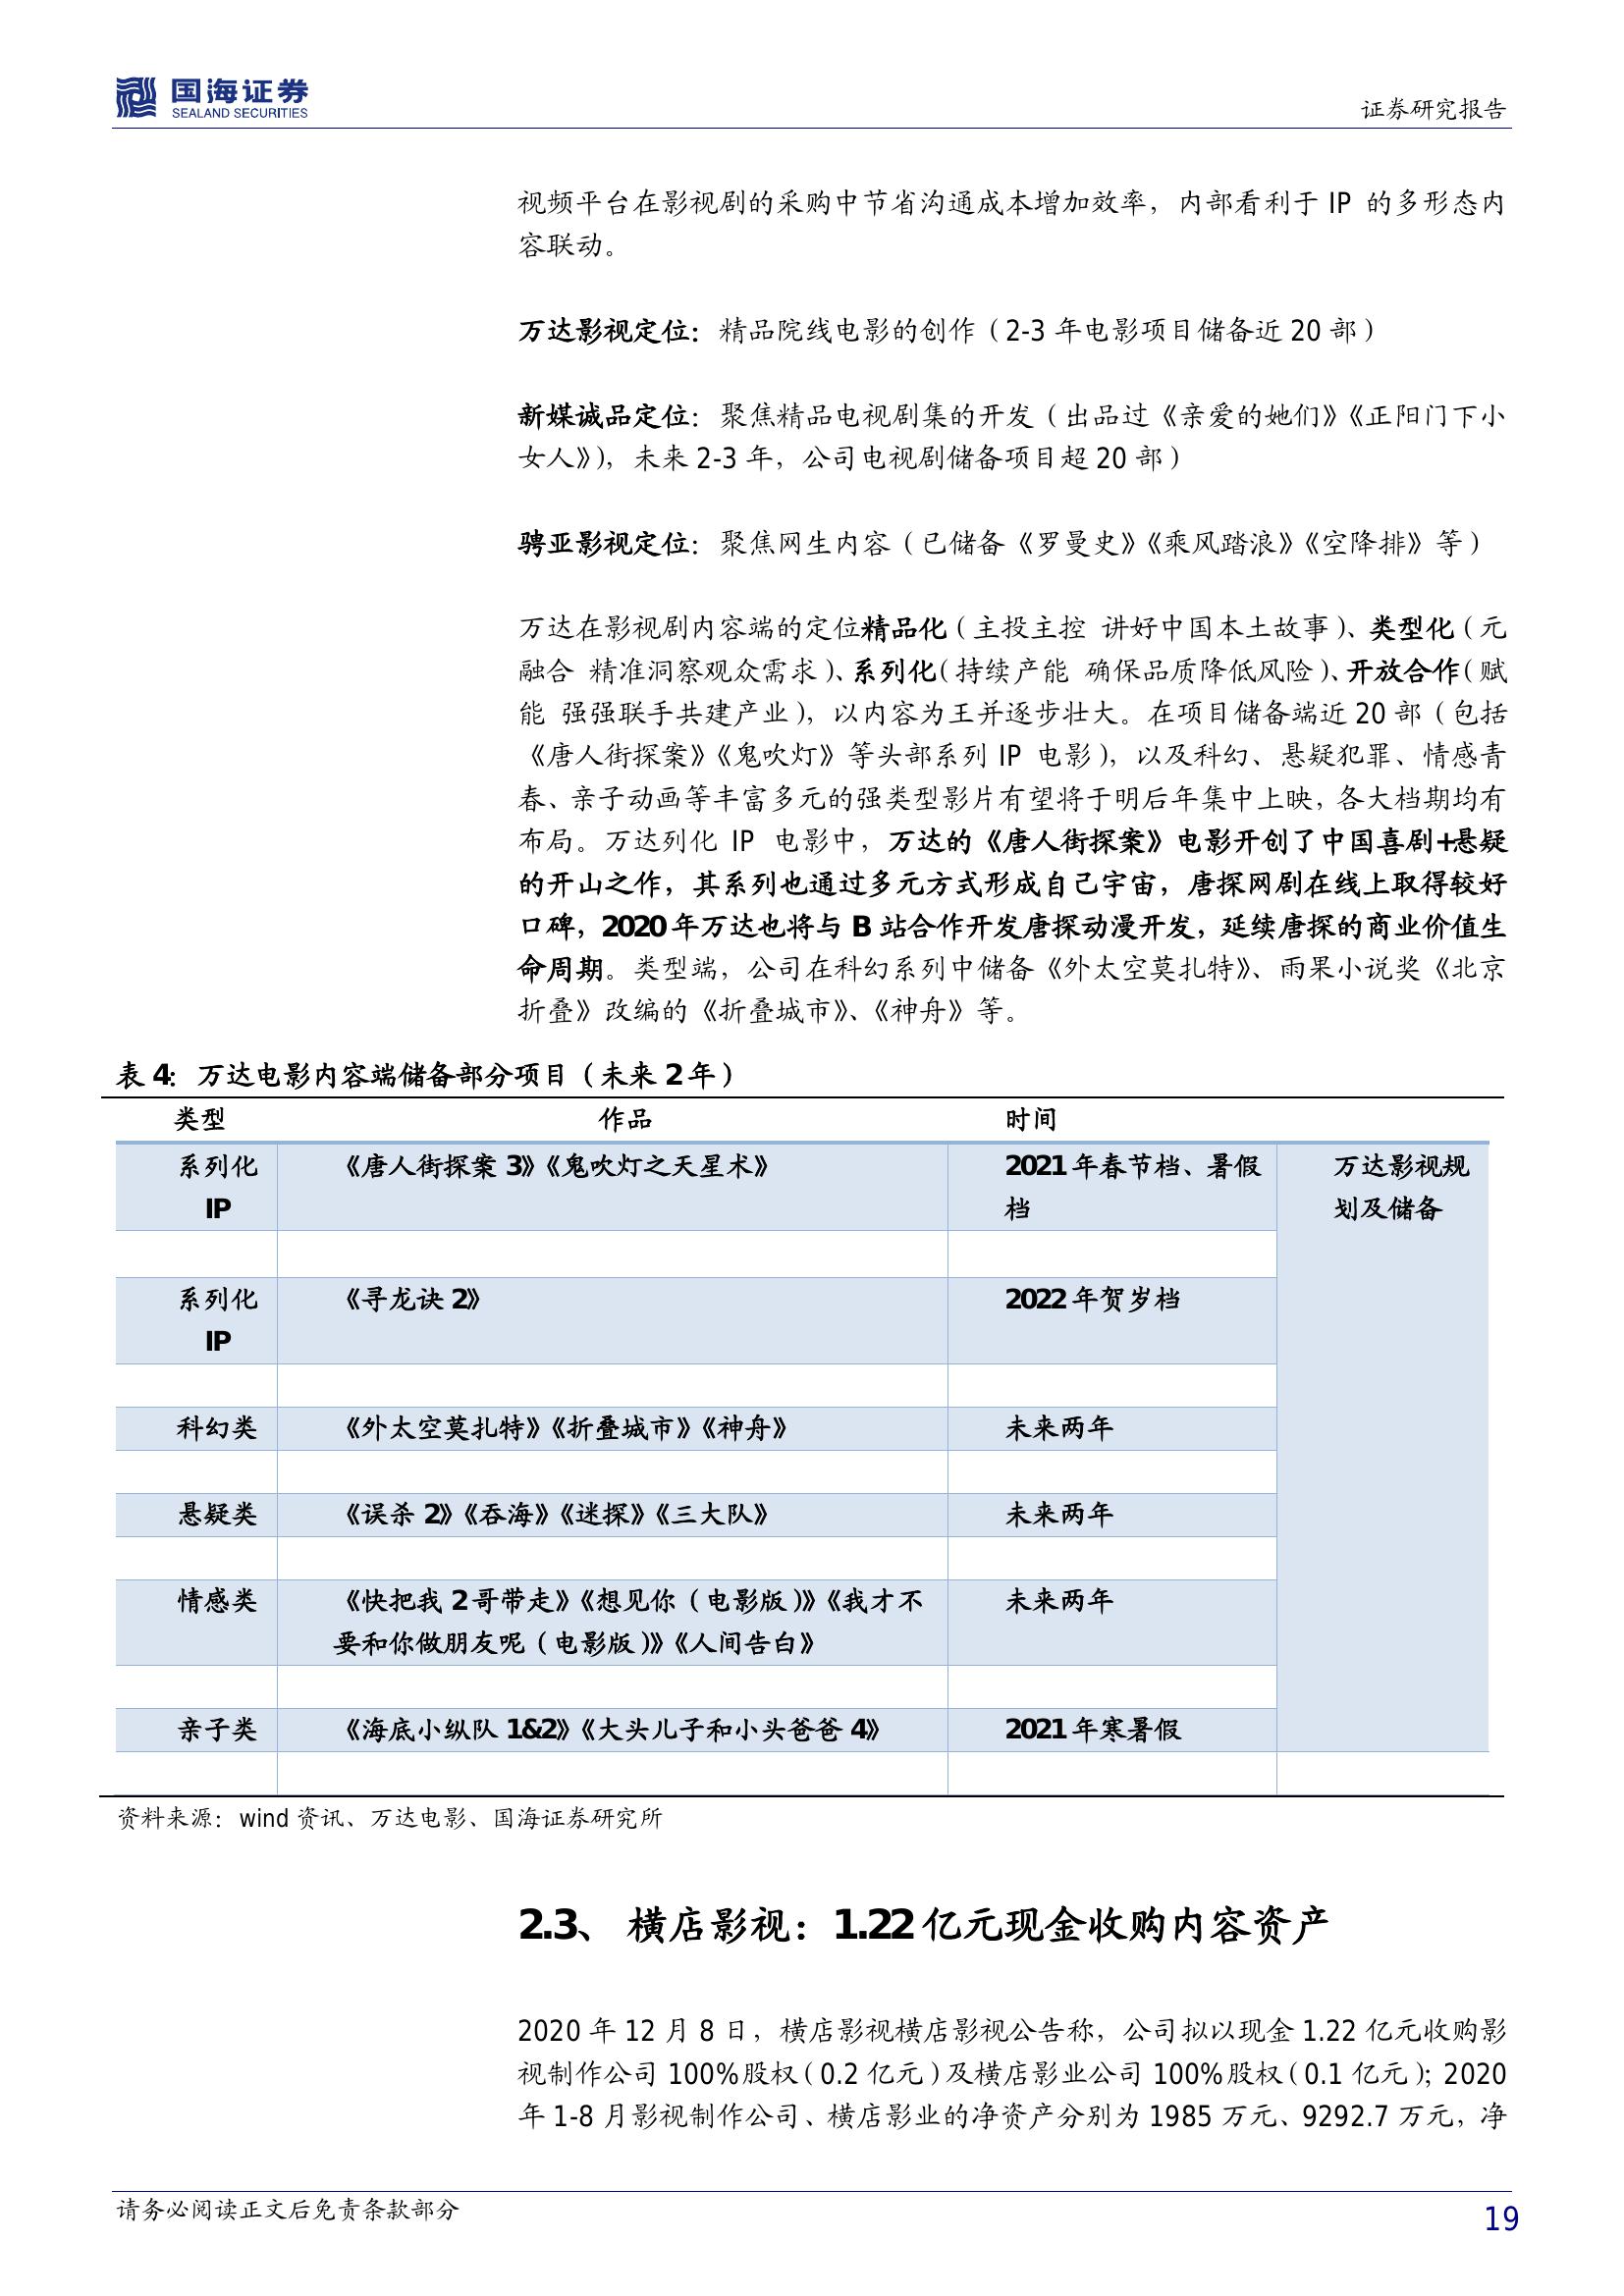 国海证券
SEALAND SECURITIES
证券研究报告
视频平台在影视剧的采购中节省沟通成本增加效率，内部看利于 IP 的多形态内
容联动。
万达影视定位：精品院线电影的创作（2-3 年电影项目储备近 20 部）
新媒诚品定位：聚焦精品电视剧集的开发（出品过《亲爱的她们》《正阳门下小
女人》），未来 2-3 年，公司电视剧储备项目超 20 部）
骋亚影视定位：聚焦网生内容（已储备《罗曼史》《乘风踏浪》《空降排》等）
万达在影视剧内容端的定位精品化（主投主控 讲好中国本土故事）、类型化（元
融合 精准洞察观众需求）、系列化（持续产能 确保品质降低风险）、开放合作（赋
能 强强联手共建产业），以内容为王并逐步壮大。在项目储备端近 20 部（包括
《唐人街探案》《鬼吹灯》等头部系列 IP 电影），以及科幻、悬疑犯罪、情感青
春、亲子动画等丰富多元的强类型影片有望将于明后年集中上映，各大档期均有
布局。万达列化 IP 电影中，万达的《唐人街探案》电影开创了中国喜剧+悬疑
的开山之作，其系列也通过多元方式形成自己宇宙，唐探网剧在线上取得较好
口碑，2020 年万达也将与 B 站合作开发唐探动漫开发，延续唐探的商业价值生
命周期。类型端，公司在科幻系列中储备《外太空莫扎特》、雨果小说奖《北京
折叠》改编的《折叠城市》、《神舟》等。
表 4：万达电影内容端储备部分项目（未来 2 年）
类型 作品 时间
系列化 《唐人街探案 3》《鬼吹灯之天星术》 2021 年春节档、暑假 万达影视规
IP 档 划及储备
系列化 《寻龙诀 2》 2022 年贺岁档
IP
科幻类 《外太空莫扎特》《折叠城市》《神舟》 未来两年
悬疑类 《误杀 2》《吞海》《迷探》《三大队》 未来两年
情感类 《快把我 2 哥带走》《想见你（电影版）》《我才不 未来两年
要和你做朋友呢（电影版）》《人间告白》
亲子类 《海底小纵队 1&2》《大头儿子和小头爸爸 4》 2021 年寒暑假
资料来源：wind 资讯、万达电影、国海证券研究所
2.3、 横店影视：1.22 亿元现金收购内容资产
2020 年 12 月 8 日，横店影视横店影视公告称，公司拟以现金 1.22 亿元收购影
视制作公司 100%股权（0.2 亿元）及横店影业公司 100%股权（0.1 亿元）；2020
年 1-8 月影视制作公司、横店影业的净资产分别为 1985 万元、9292.7 万元，净
请务必阅读正文后免责条款部分
19